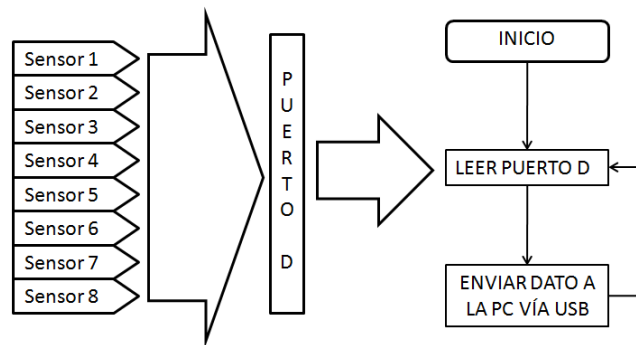 Sensor 1
Sensor 2
Sensor 3
Sensor 4
Sensor 5
Sensor 6
Sensor 7
Sensor 8
PUERTO D
INICIO
LEER PUERTO D
ENVIAR DATO A
LA PC VÍA USB